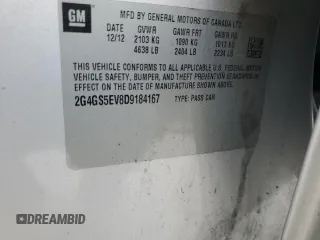 GM
MFD BY GENERAL MOTORS OF CANADA LTD
DATE GVWR GAWR FRT GAWR RR
12/12 2103 KG 1090 KG 1013 KG
4638 LB 2404 LB 2234 LB
THIS VEHICLE CONFORMS TO ALL APPLICABLE U.S. FEDERAL MOTOR
VEHICLE SAFETY, BUMPER, AND THEFT PREVENTION STANDARDS IN
EFFECT ON THE DATE OF MANUFACTURE SHOWN ABOVE.
2G4GS5EV8D9184167 TYPE: PASS CAR
DREAMBID